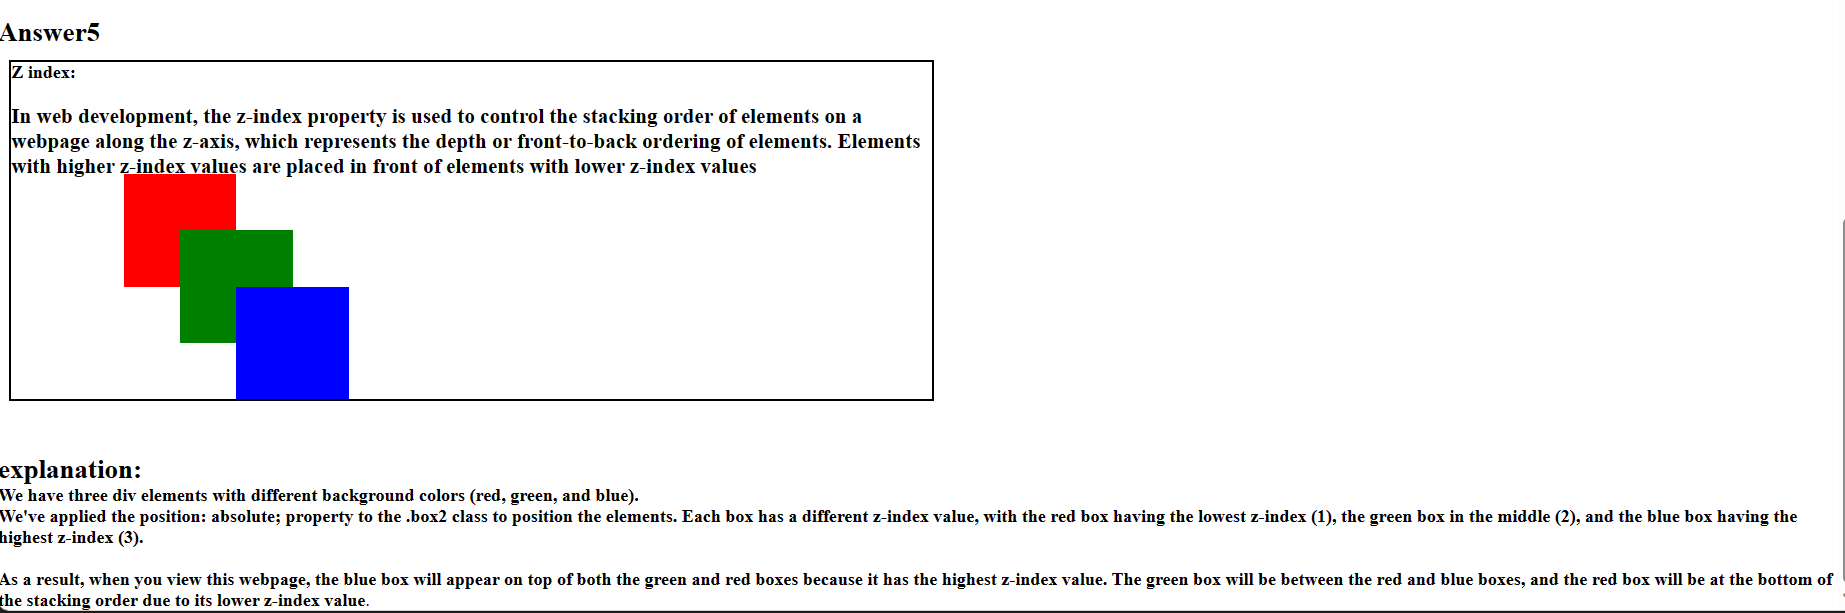 Answer5
Z index:
In web development, the z-index property is used to control the stacking order of elements on a
webpage along the z-axis, which represents the depth or front-to-back ordering of elements. Elements
with higher z-index values are placed in front of elements with lower z-index values
explanation:
We have three div elements with different background colors (red, green, and blue).
We've applied the position: absolute; property to the .box2 class to position the elements. Each box has a different z-index value, with the red box having the lowest z-index (1), the green box in the middle (2), and the blue box having the
highest z-index (3).
As a result, when you view this webpage, the blue box will appear on top of both the green and red boxes because it has the highest z-index value. The green box will be between the red and blue boxes, and the red box will be at the bottom of
the stacking order due to its lower z-index value.